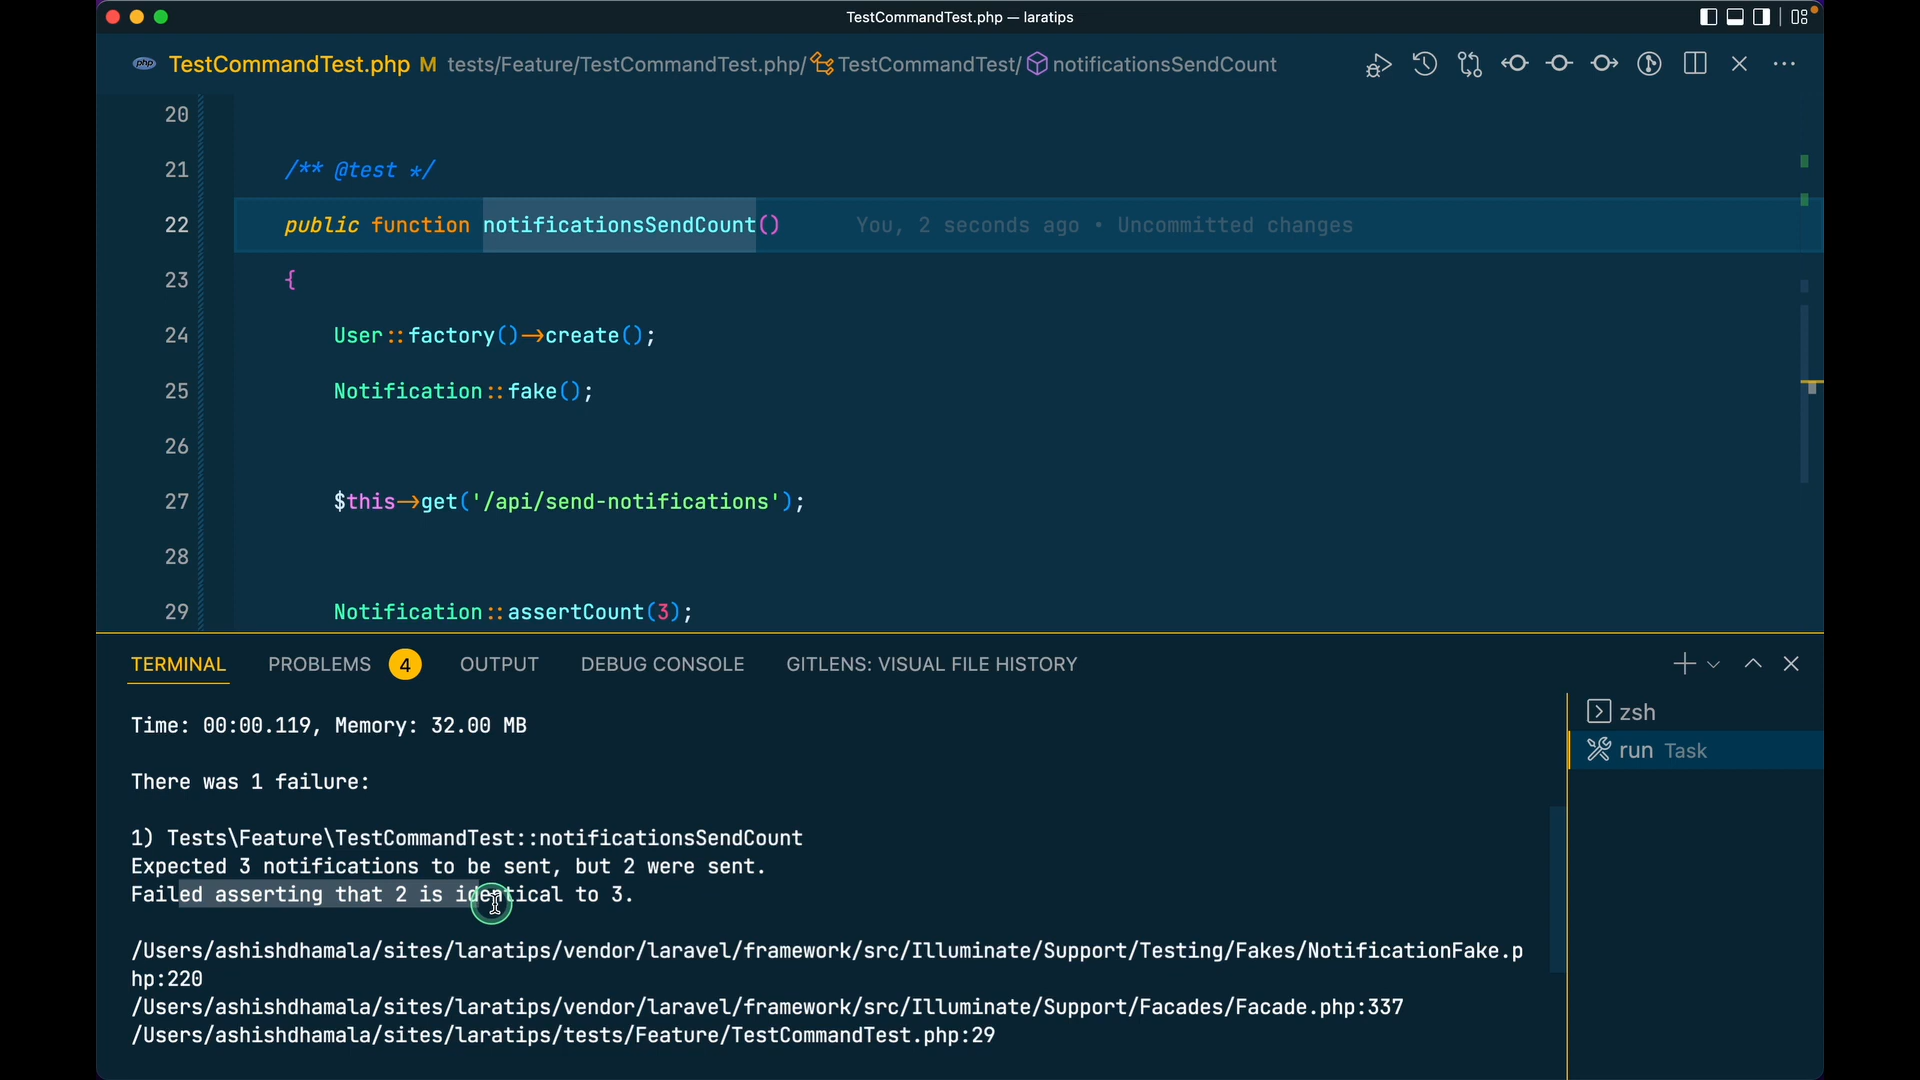 TestCommandTest.php — laratips
php TestCommandTest.php M tests/Feature/TestCommandTest.php/ TestCommandTest/ notificationsSendCount
20
21 /** @test */
22 public function notificationsSendCount() You, 2 seconds ago • Uncommitted changes
23 {
24 User::factory()->create();
25 Notification::fake();
26
27 $this->get('/api/send-notifications');
28
29 Notification::assertCount(3);
TERMINAL PROBLEMS 4 OUTPUT DEBUG CONSOLE GITLENS: VISUAL FILE HISTORY
zsh
run Task
Time: 00:00.119, Memory: 32.00 MB
There was 1 failure:
1) Tests\Feature\TestCommandTest::notificationsSendCount
Expected 3 notifications to be sent, but 2 were sent.
Failed asserting that 2 is identical to 3.
/Users/ashishdhamala/sites/laratips/vendor/laravel/framework/src/Illuminate/Support/Testing/Fakes/NotificationFake.p
hp:220
/Users/ashishdhamala/sites/laratips/vendor/laravel/framework/src/Illuminate/Support/Facades/Facade.php:337
/Users/ashishdhamala/sites/laratips/tests/Feature/TestCommandTest.php:29